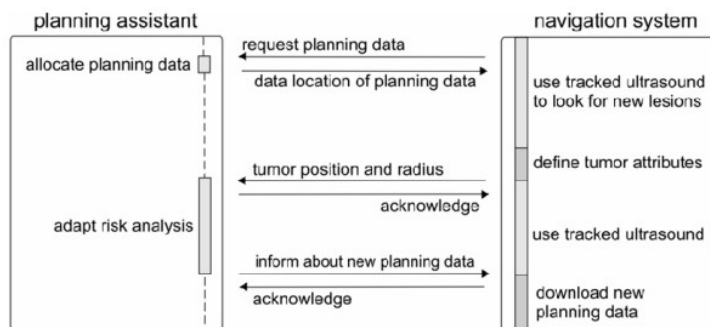 planning assistant
navigation system
request planning data
allocate planning data
data location of planning data
use tracked ultrasound
to look for new lesions
tumor position and radius
define tumor attributes
acknowledge
adapt risk analysis
use tracked ultrasound
inform about new planning data
acknowledge
download new
planning data